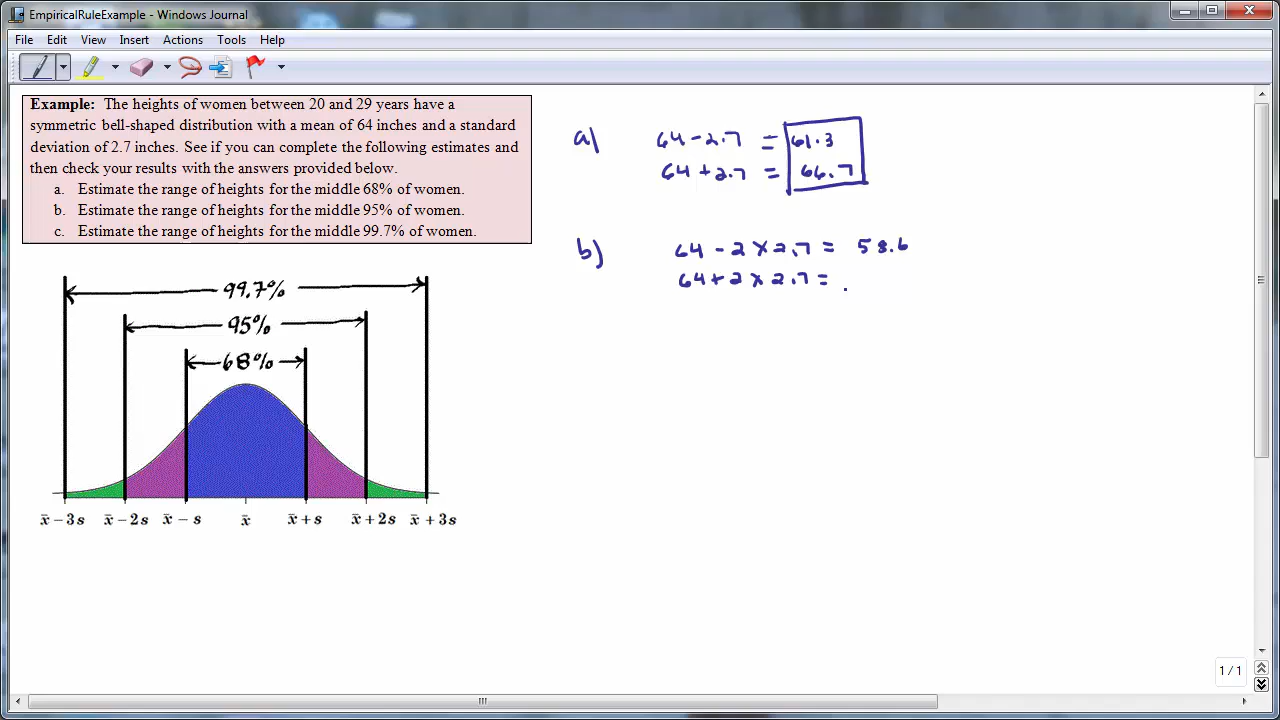 EmpiricalRuleExample - Windows Journal
File Edit View Insert Actions Tools Help
Example: The heights of women between 20 and 29 years have a
symmetric bell-shaped distribution with a mean of 64 inches and a standard
deviation of 2.7 inches. See if you can complete the following estimates and
then check your results with the answers provided below.
a. Estimate the range of heights for the middle 68% of women.
b. Estimate the range of heights for the middle 95% of women.
c. Estimate the range of heights for the middle 99.7% of women.
99.7%
95%
68%
x̄ − 3s x̄ − 2s x̄ − s x̄ x̄ + s x̄ + 2s x̄ + 3s
a) 64 - 2.7 = 61.3
64 + 2.7 = 66.7
b) 64 - 2 × 2.7 = 58.6
64 + 2 × 2.7 =
1 / 1